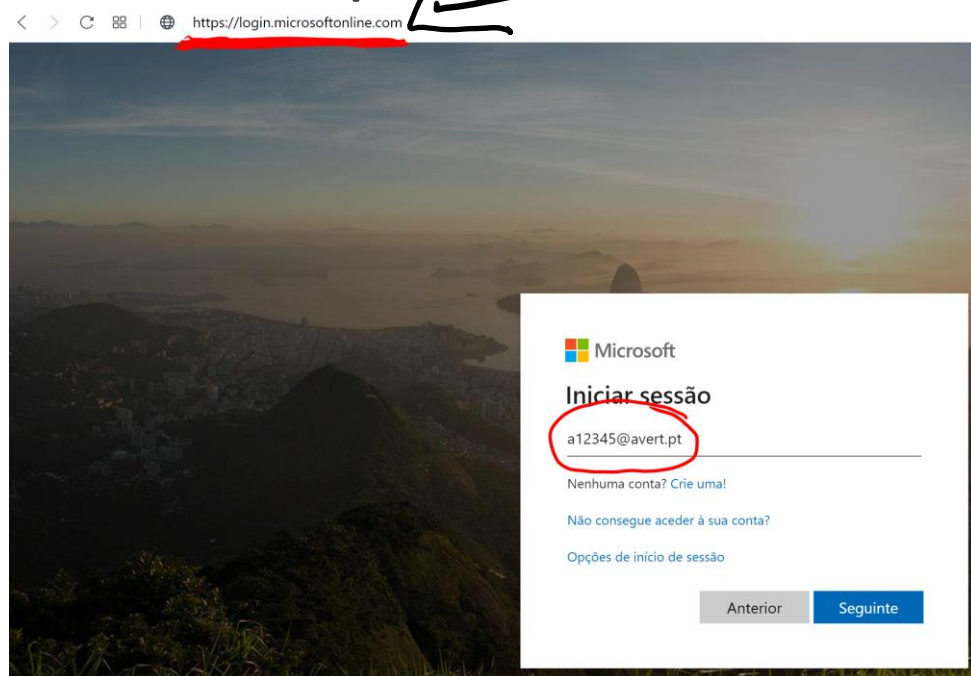 https://login.microsoftonline.com
Microsoft
Iniciar sessão
a12345@avert.pt
Nenhuma conta? Crie uma!
Não consegue aceder à sua conta?
Opções de início de sessão
Anterior Seguinte